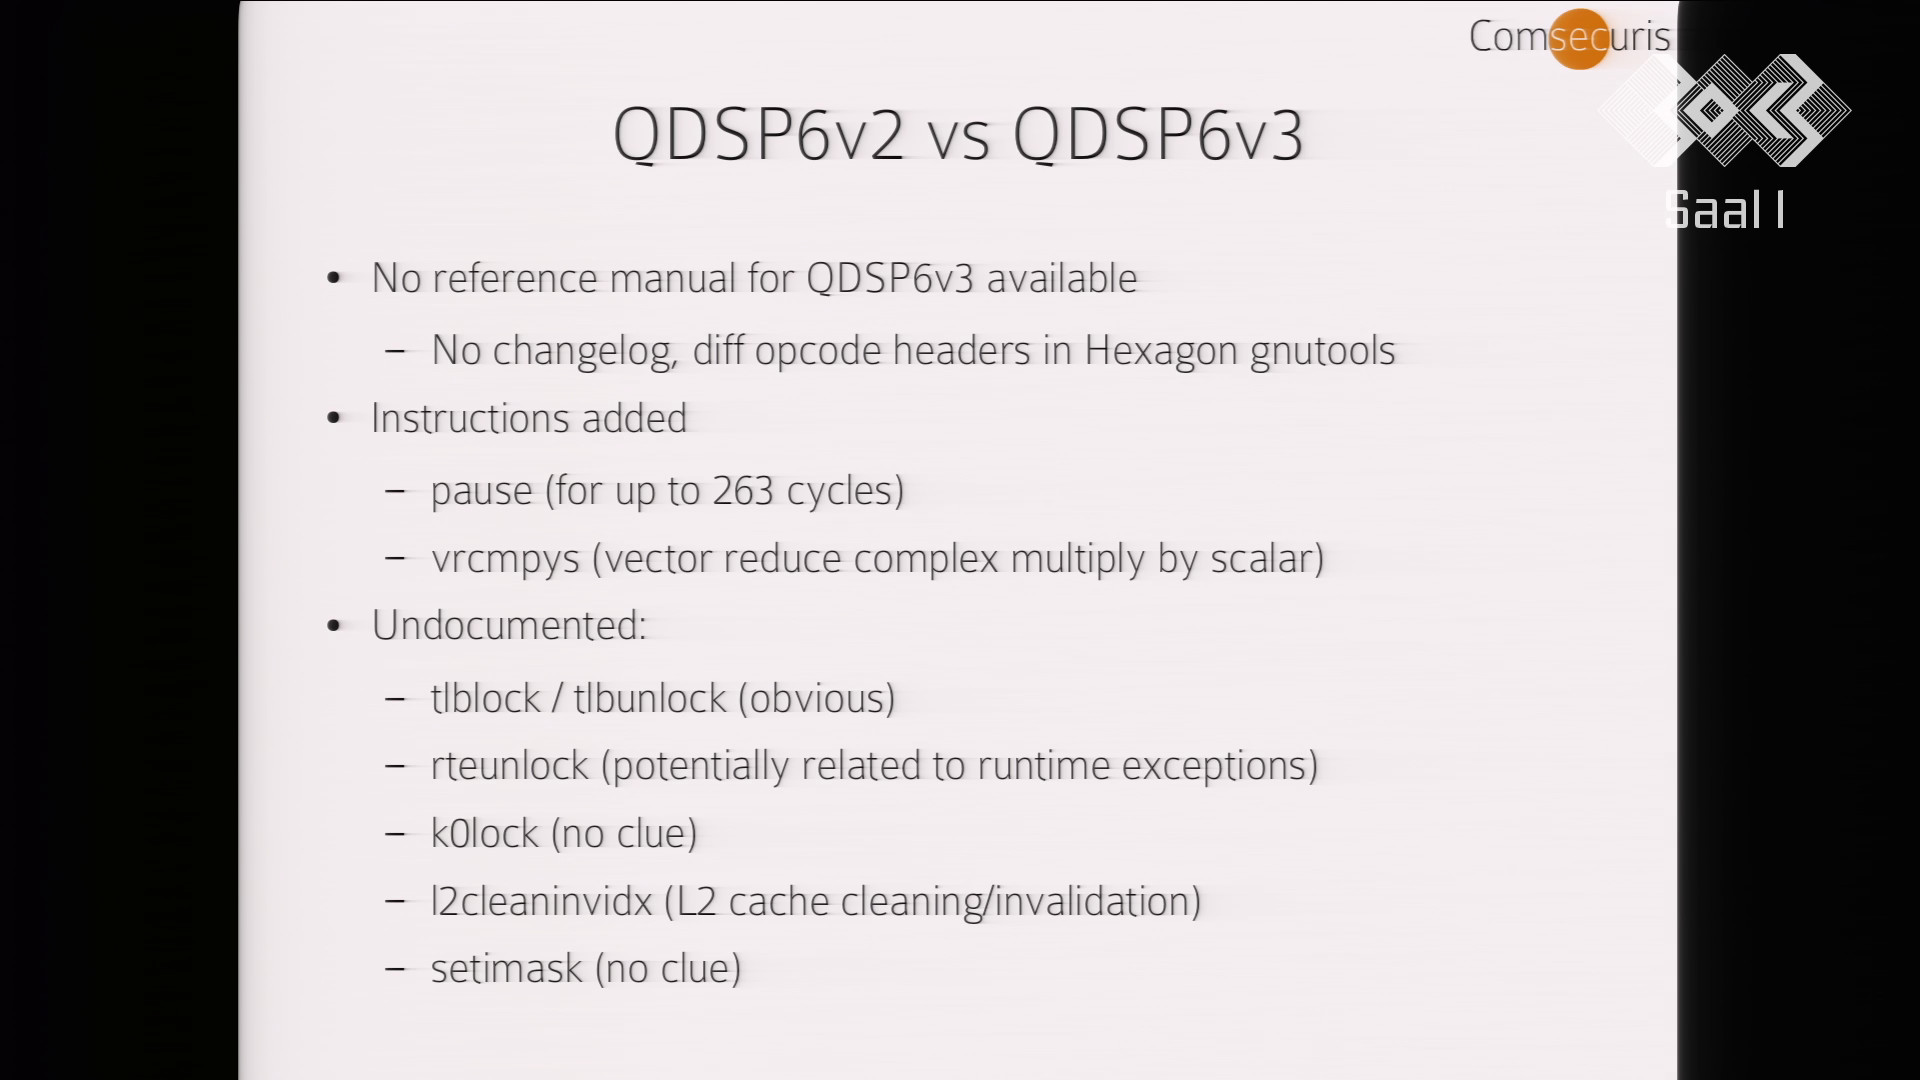 Comsecuris
QDSP6v2 vs QDSP6v3
Saal 1
• No reference manual for QDSP6v3 available
– No changelog, diff opcode headers in Hexagon gnutools
• Instructions added
– pause (for up to 263 cycles)
– vrcmpys (vector reduce complex multiply by scalar)
• Undocumented:
– tlblock / tlbunlock (obvious)
– rteunlock (potentially related to runtime exceptions)
– k0lock (no clue)
– l2cleaninvidx (L2 cache cleaning/invalidation)
– setimask (no clue)